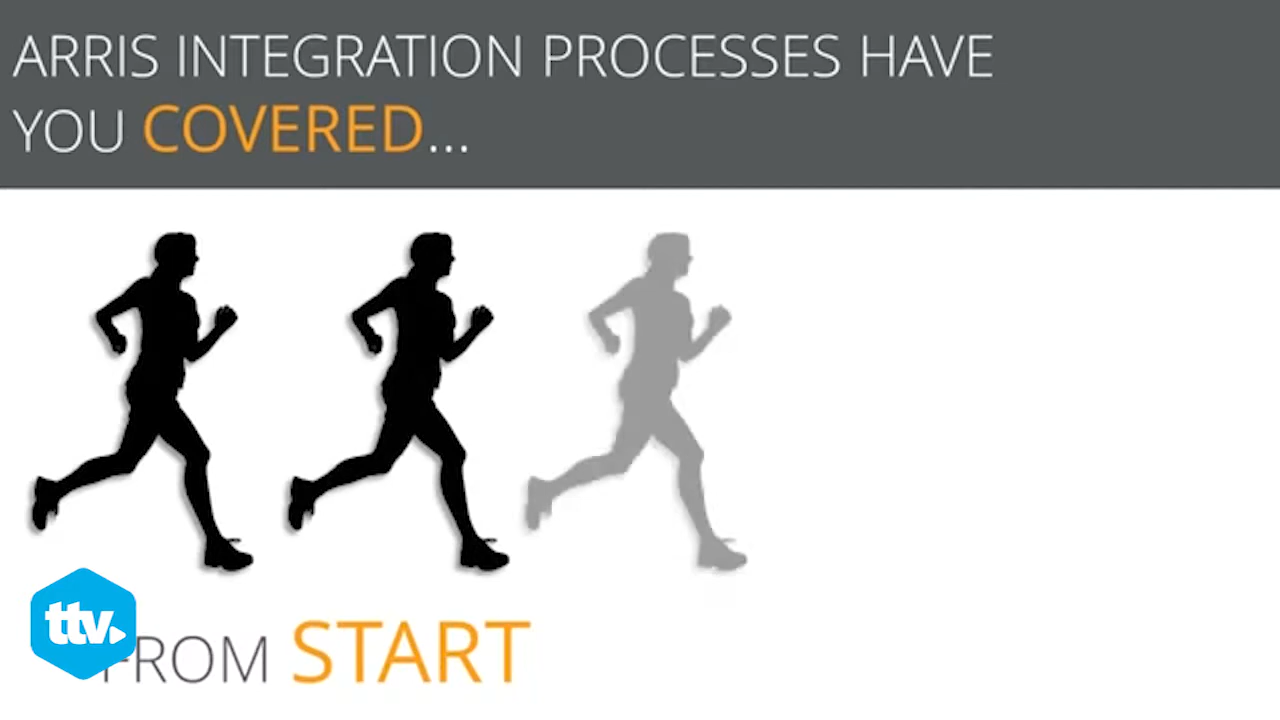 ARRIS INTEGRATION PROCESSES HAVE
YOU COVERED...
FROM START
ttv.